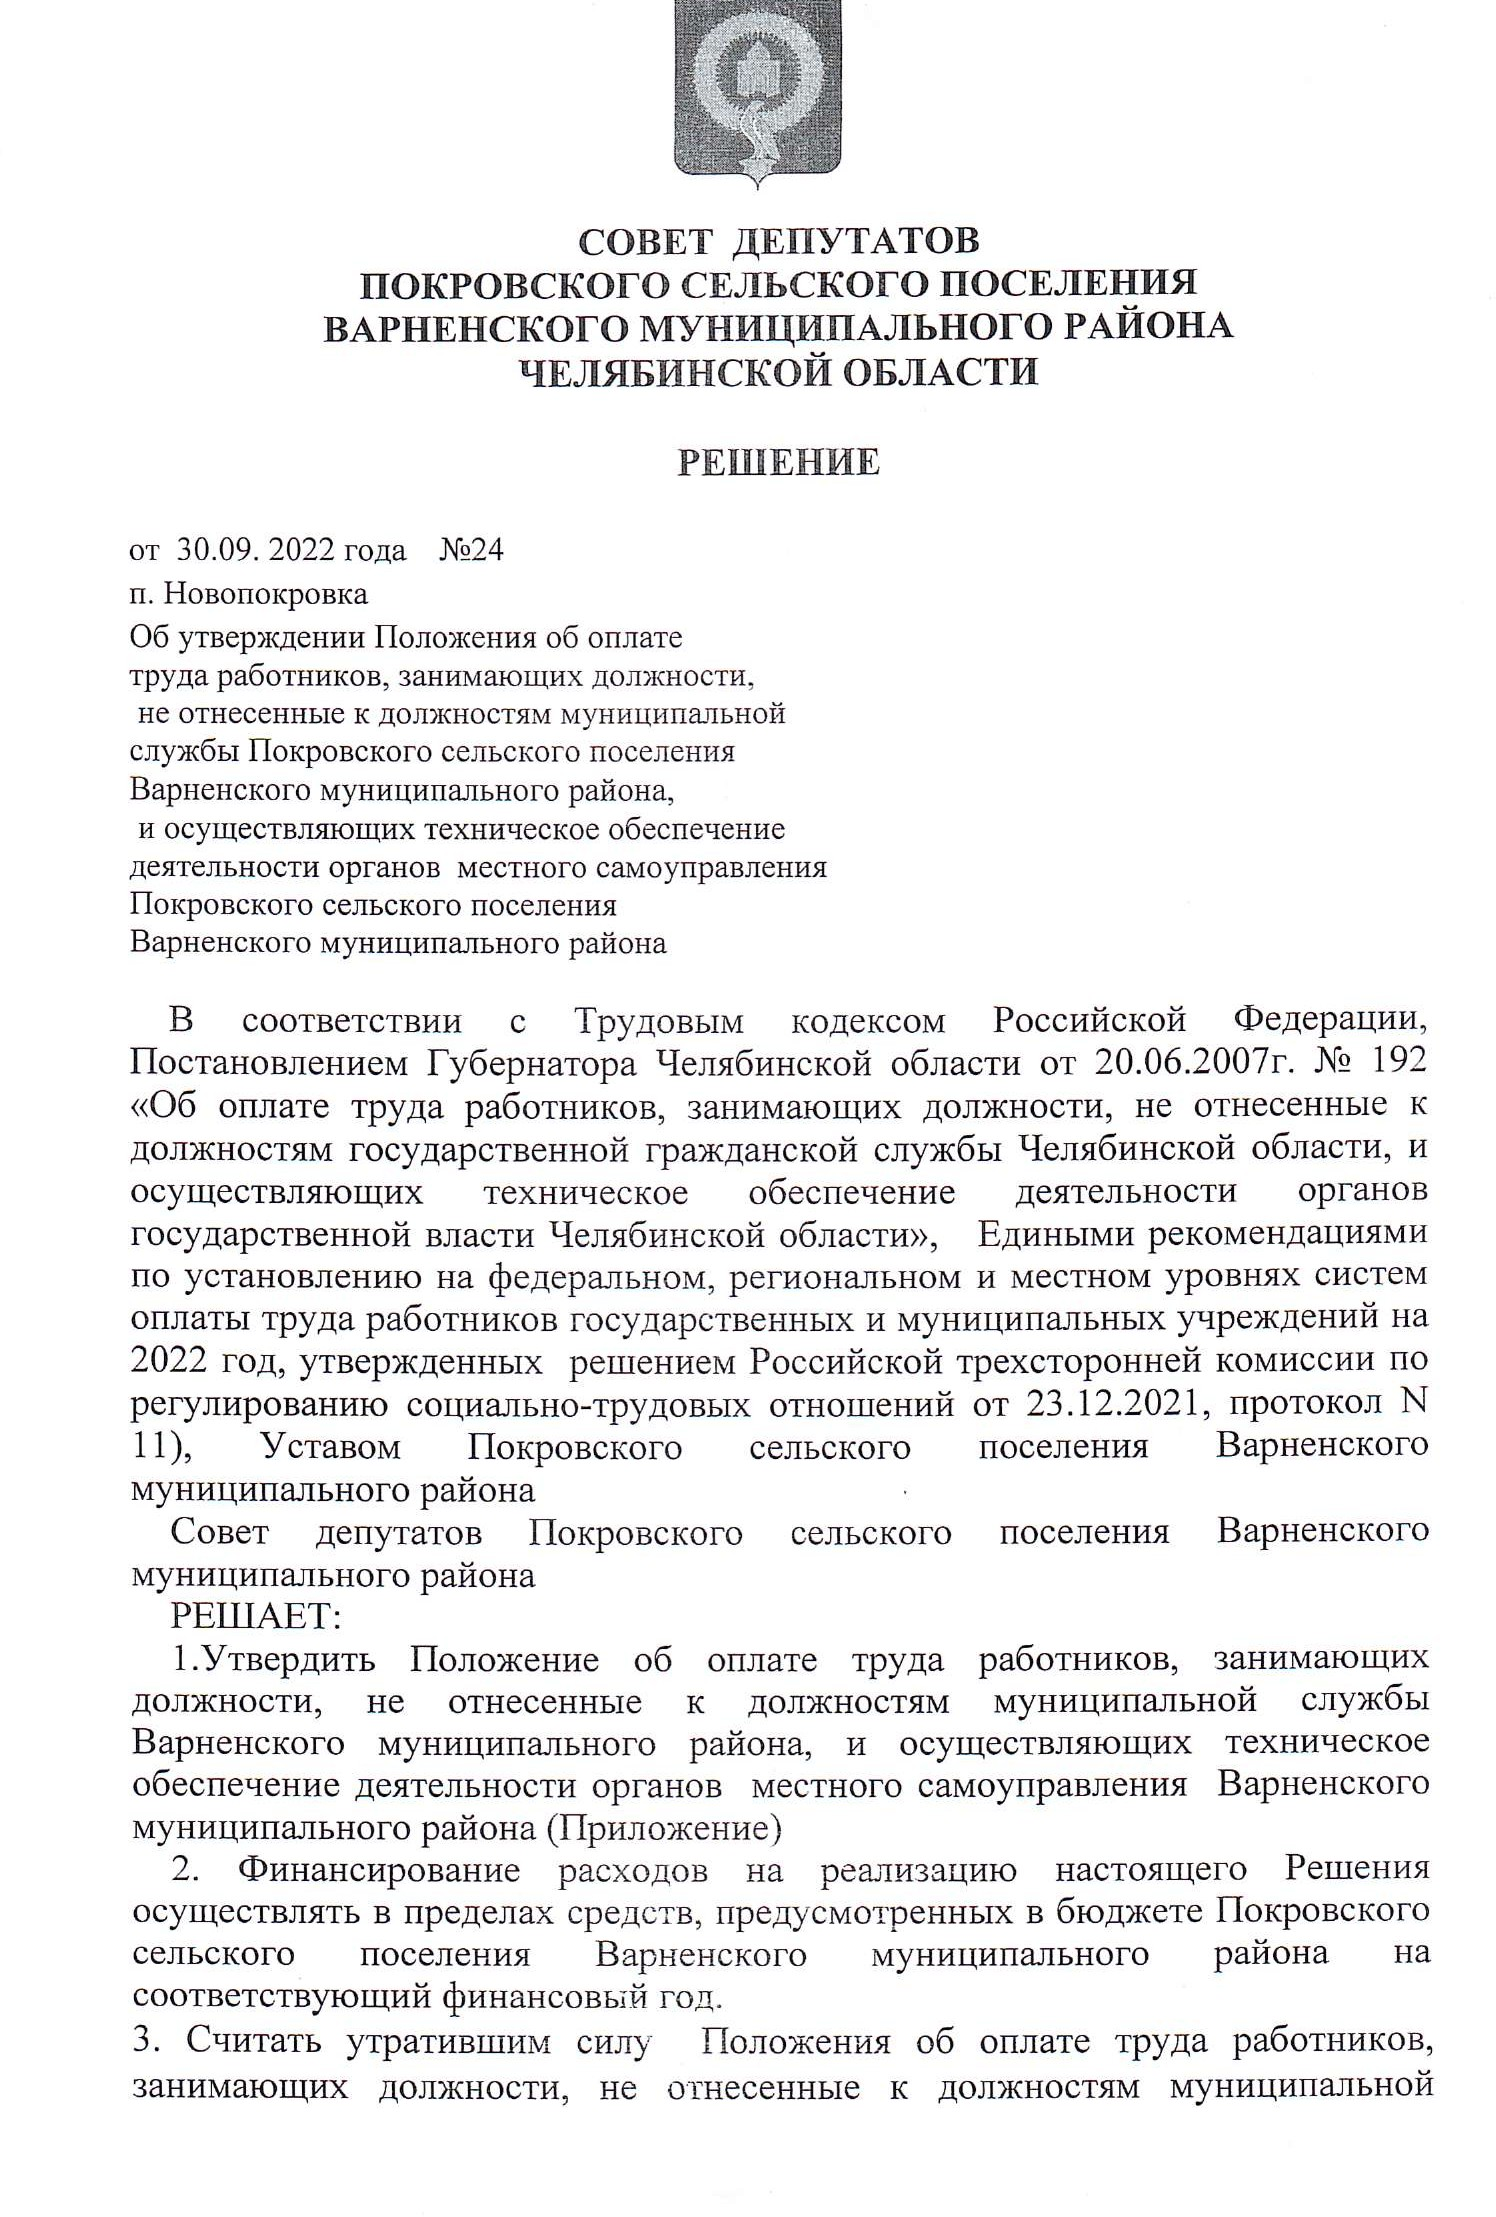 СОВЕТ ДЕПУТАТОВ
ПОКРОВСКОГО СЕЛЬСКОГО ПОСЕЛЕНИЯ
ВАРНЕНСКОГО МУНИЦИПАЛЬНОГО РАЙОНА
ЧЕЛЯБИНСКОЙ ОБЛАСТИ
РЕШЕНИЕ
от 30.09. 2022 года №24
п. Новопокровка
Об утверждении Положения об оплате
труда работников, занимающих должности,
не отнесенные к должностям муниципальной
службы Покровского сельского поселения
Варненского муниципального района,
и осуществляющих техническое обеспечение
деятельности органов местного самоуправления
Покровского сельского поселения
Варненского муниципального района
В соответствии с Трудовым кодексом Российской Федерации,
Постановлением Губернатора Челябинской области от 20.06.2007г. № 192
«Об оплате труда работников, занимающих должности, не отнесенные к
должностям государственной гражданской службы Челябинской области, и
осуществляющих техническое обеспечение деятельности органов
государственной власти Челябинской области», Едиными рекомендациями
по установлению на федеральном, региональном и местном уровнях систем
оплаты труда работников государственных и муниципальных учреждений на
2022 год, утвержденных решением Российской трехсторонней комиссии по
регулированию социально-трудовых отношений от 23.12.2021, протокол N
11), Уставом Покровского сельского поселения Варненского
муниципального района
Совет депутатов Покровского сельского поселения Варненского
муниципального района
РЕШАЕТ:
1.Утвердить Положение об оплате труда работников, занимающих
должности, не отнесенные к должностям муниципальной службы
Варненского муниципального района, и осуществляющих техническое
обеспечение деятельности органов местного самоуправления Варненского
муниципального района (Приложение)
2. Финансирование расходов на реализацию настоящего Решения
осуществлять в пределах средств, предусмотренных в бюджете Покровского
сельского поселения Варненского муниципального района на
соответствующий финансовый год.
3. Считать утратившим силу Положения об оплате труда работников,
занимающих должности, не отнесенные к должностям муниципальной